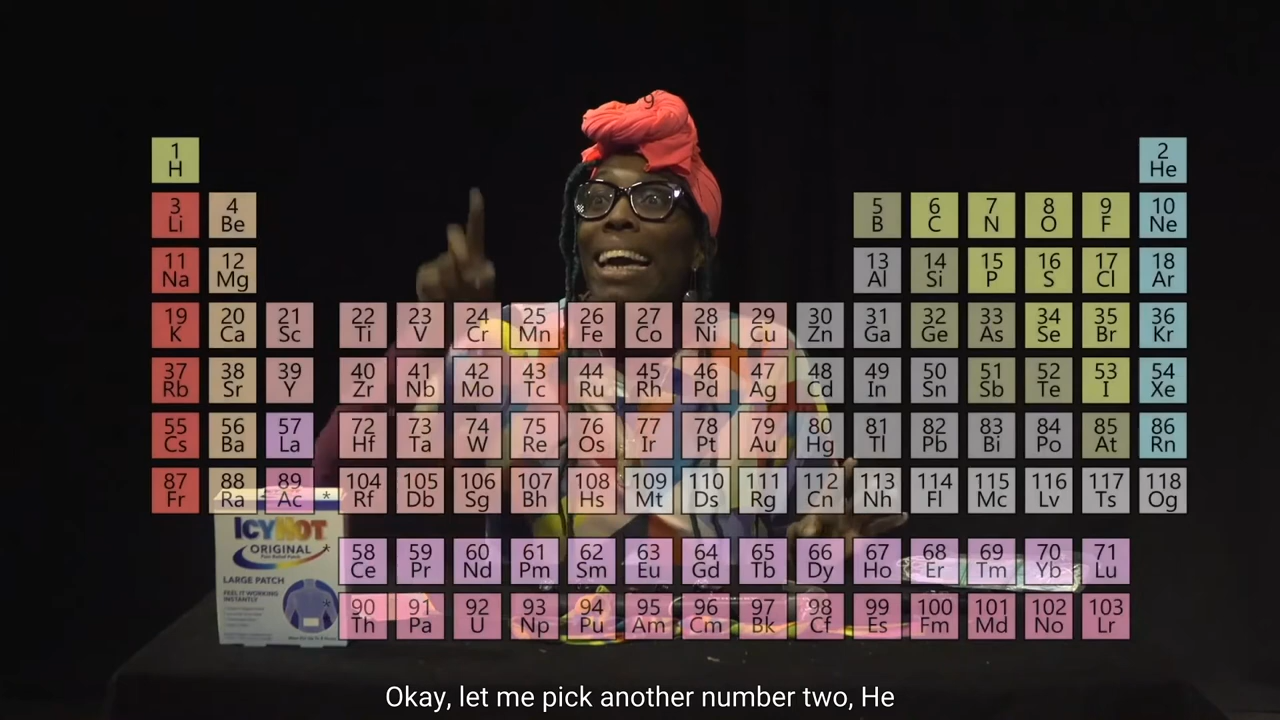 9
1 H 2 He
3 Li 4 Be 5 B 6 C 7 N 8 O 9 F 10 Ne
11 Na 12 Mg 13 Al 14 Si 15 P 16 S 17 Cl 18 Ar
19 K 20 Ca 21 Sc 22 Ti 23 V 24 Cr 25 Mn 26 Fe 27 Co 28 Ni 29 Cu 30 Zn 31 Ga 32 Ge 33 As 34 Se 35 Br 36 Kr
37 Rb 38 Sr 39 Y 40 Zr 41 Nb 42 Mo 43 Tc 44 Ru 45 Rh 46 Pd 47 Ag 48 Cd 49 In 50 Sn 51 Sb 52 Te 53 I 54 Xe
55 Cs 56 Ba 57 La 72 Hf 73 Ta 74 W 75 Re 76 Os 77 Ir 78 Pt 79 Au 80 Hg 81 Tl 82 Pb 83 Bi 84 Po 85 At 86 Rn
87 Fr 88 Ra 89 Ac * 104 Rf 105 Db 106 Sg 107 Bh 108 Hs 109 Mt 110 Ds 111 Rg 112 Cn 113 Nh 114 Fl 115 Mc 116 Lv 117 Ts 118 Og
ICY HOT
ORIGINAL *
Pain Relief Patch
LARGE PATCH
FEEL IT WORKING
INSTANTLY
58 Ce 59 Pr 60 Nd 61 Pm 62 Sm 63 Eu 64 Gd 65 Tb 66 Dy 67 Ho 68 Er 69 Tm 70 Yb 71 Lu
90 Th 91 Pa 92 U 93 Np 94 Pu 95 Am 96 Cm 97 Bk 98 Cf 99 Es 100 Fm 101 Md 102 No 103 Lr
Okay, let me pick another number two, He